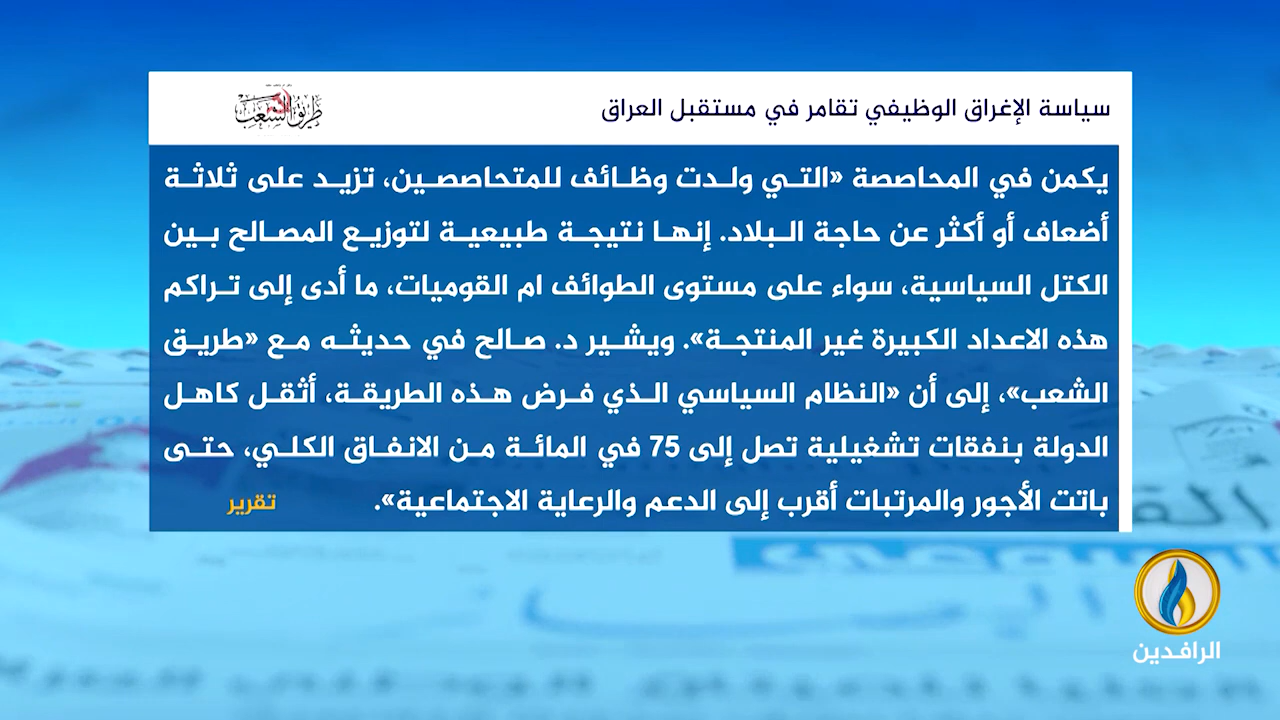 سياسة الإغراق الوظيفي تقامر في مستقبل العراق
طريق الشعب
يكمن في المحاصصة «التي ولدت وظائف للمتحاصصين، تزيد على ثلاثة
أضعاف أو أكثر عن حاجة البلاد. إنها نتيجة طبيعية لتوزيع المصالح بين
الكتل السياسية، سواء على مستوى الطوائف ام القوميات، ما أدى إلى تراكم
هذه الاعداد الكبيرة غير المنتجة». ويشير د. صالح في حديثه مع «طريق
الشعب»، إلى أن «النظام السياسي الذي فرض هذه الطريقة، أثقل كاهل
الدولة بنفقات تشغيلية تصل إلى 75 في المائة من الانفاق الكلي، حتى
باتت الأجور والمرتبات أقرب إلى الدعم والرعاية الاجتماعية».
تقرير
الرافدين